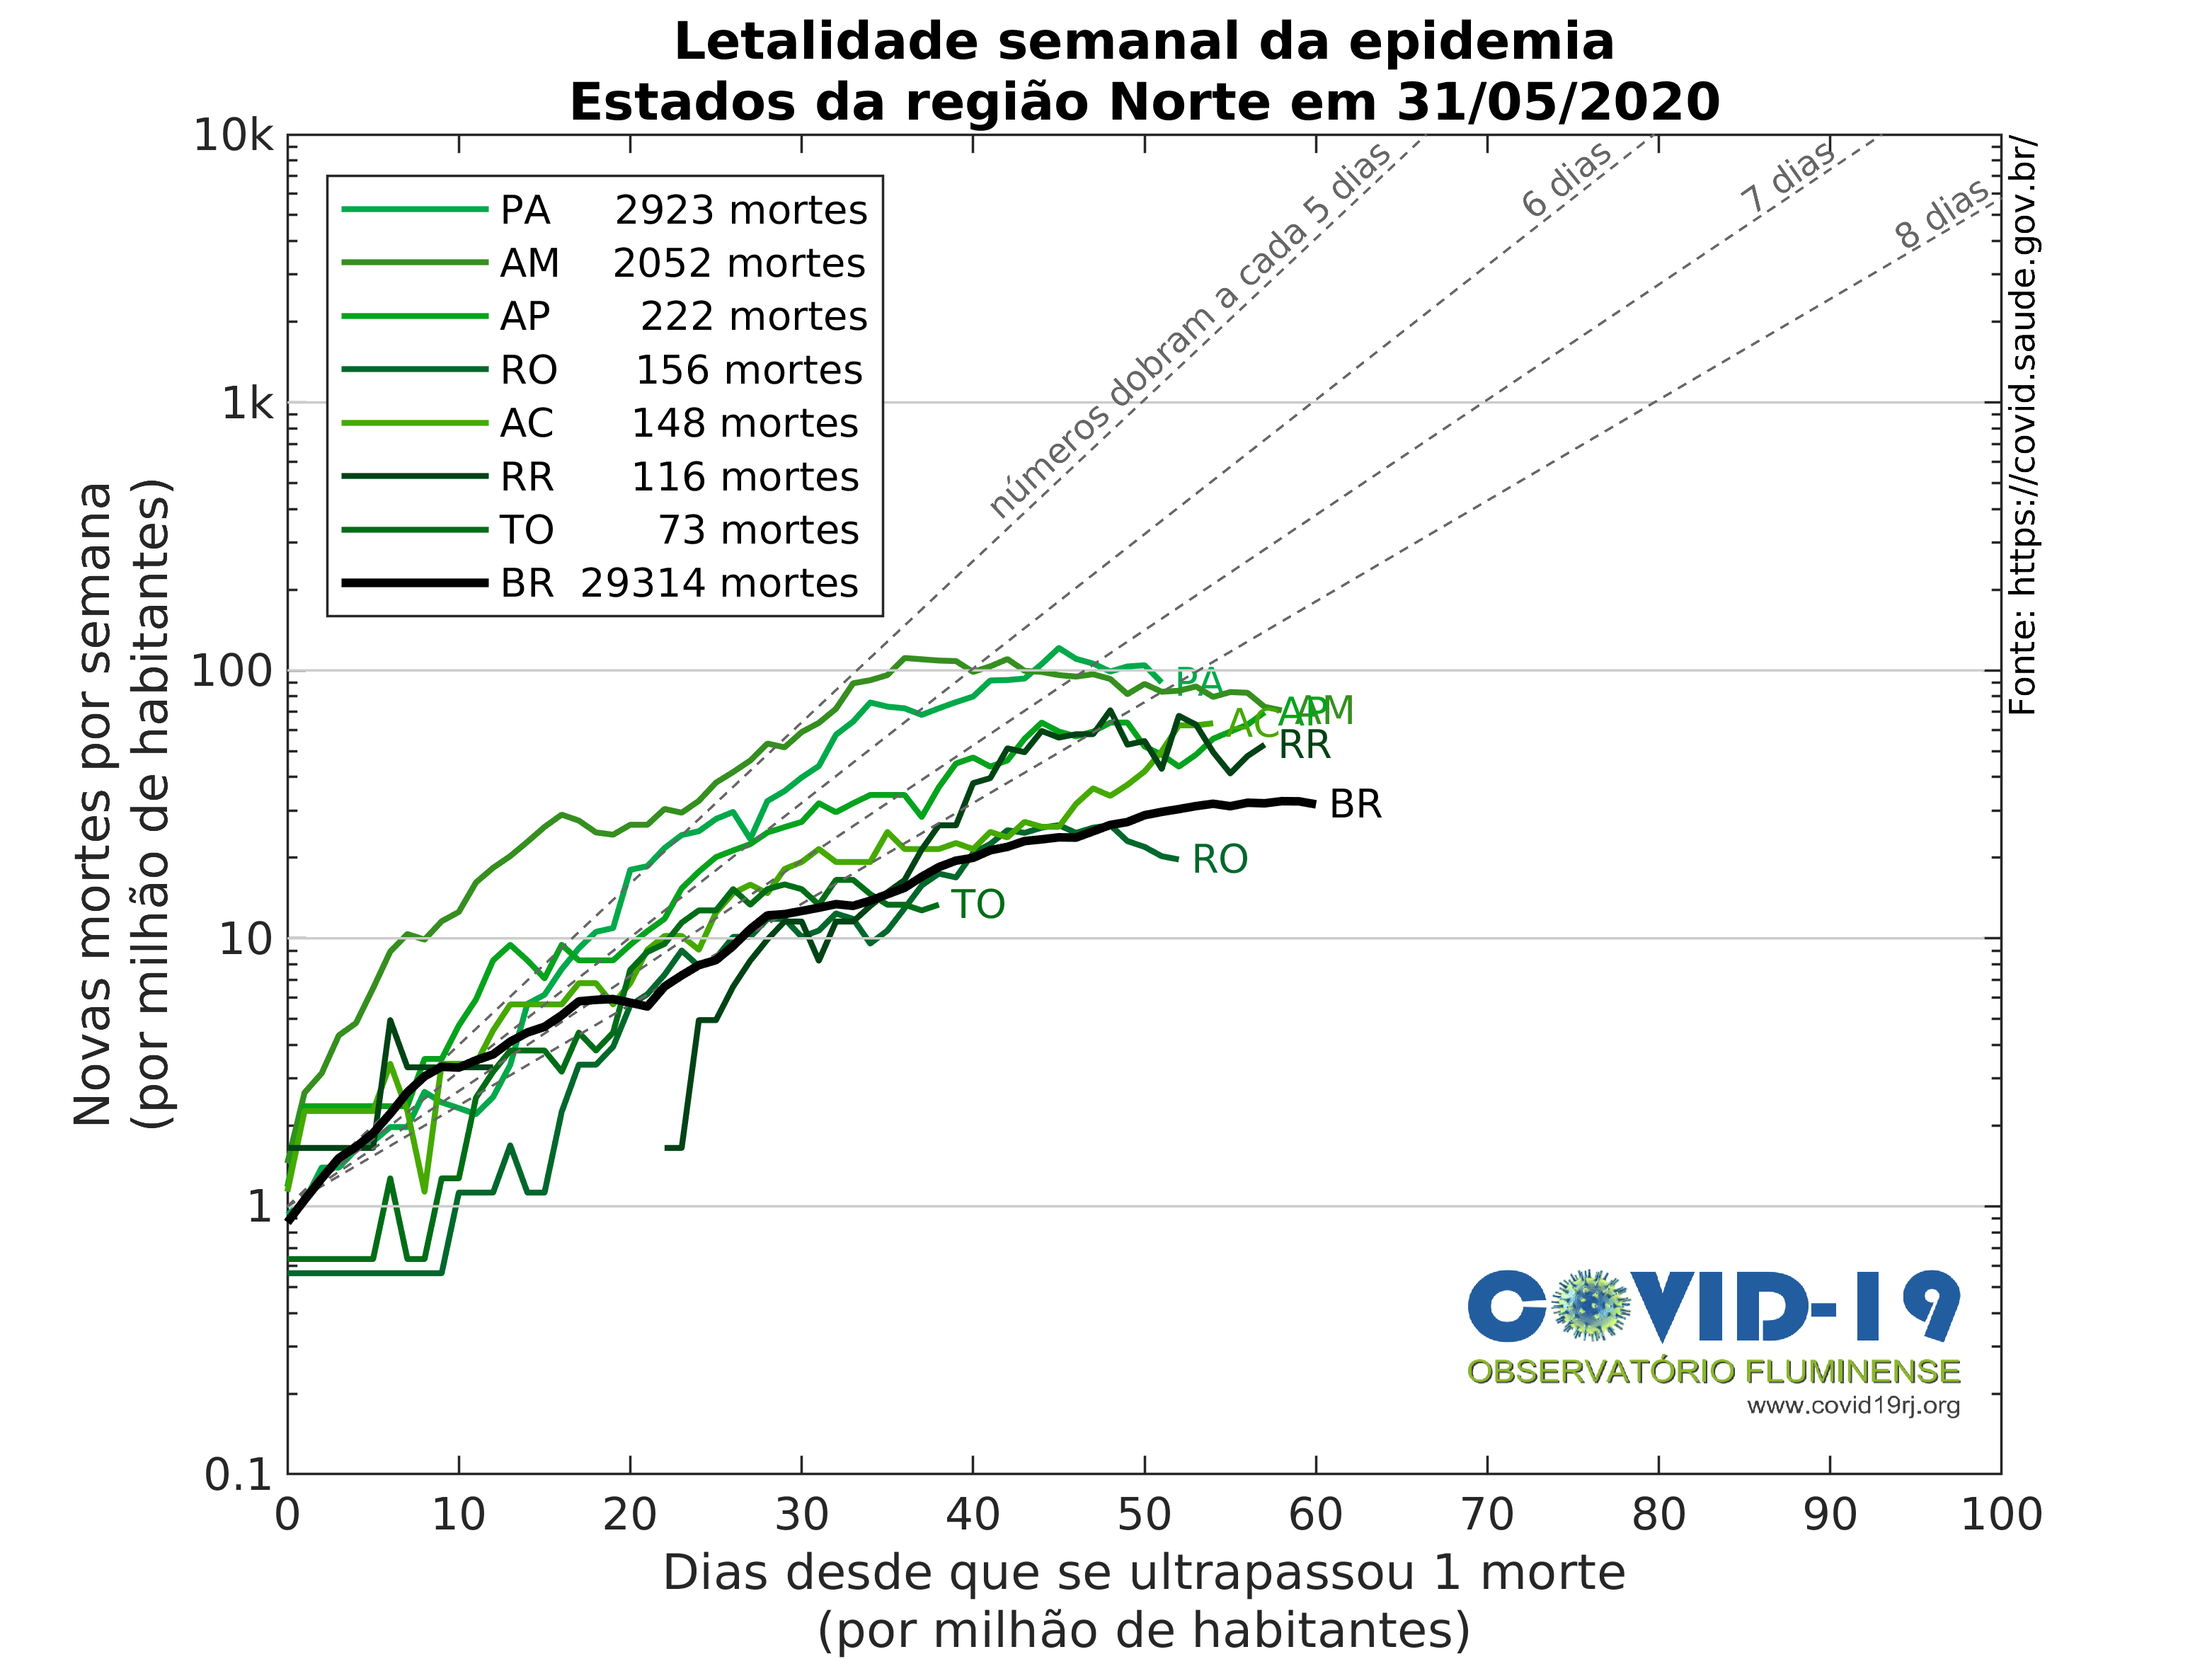 Letalidade semanal da epidemia
Estados da região Norte em 31/05/2020
10k
1k
100
10
1
0.1
Novas mortes por semana
(por milhão de habitantes)
PA 2923 mortes
AM 2052 mortes
AP 222 mortes
RO 156 mortes
AC 148 mortes
RR 116 mortes
TO 73 mortes
BR 29314 mortes
números dobram a cada 5 dias
6 dias
7 dias
8 dias
PA
AM
AP
AC
RR
BR
RO
TO
Fonte: https://covid.saude.gov.br/
COVID-19
OBSERVATÓRIO FLUMINENSE
www.covid19rj.org
0 10 20 30 40 50 60 70 80 90 100
Dias desde que se ultrapassou 1 morte
(por milhão de habitantes)